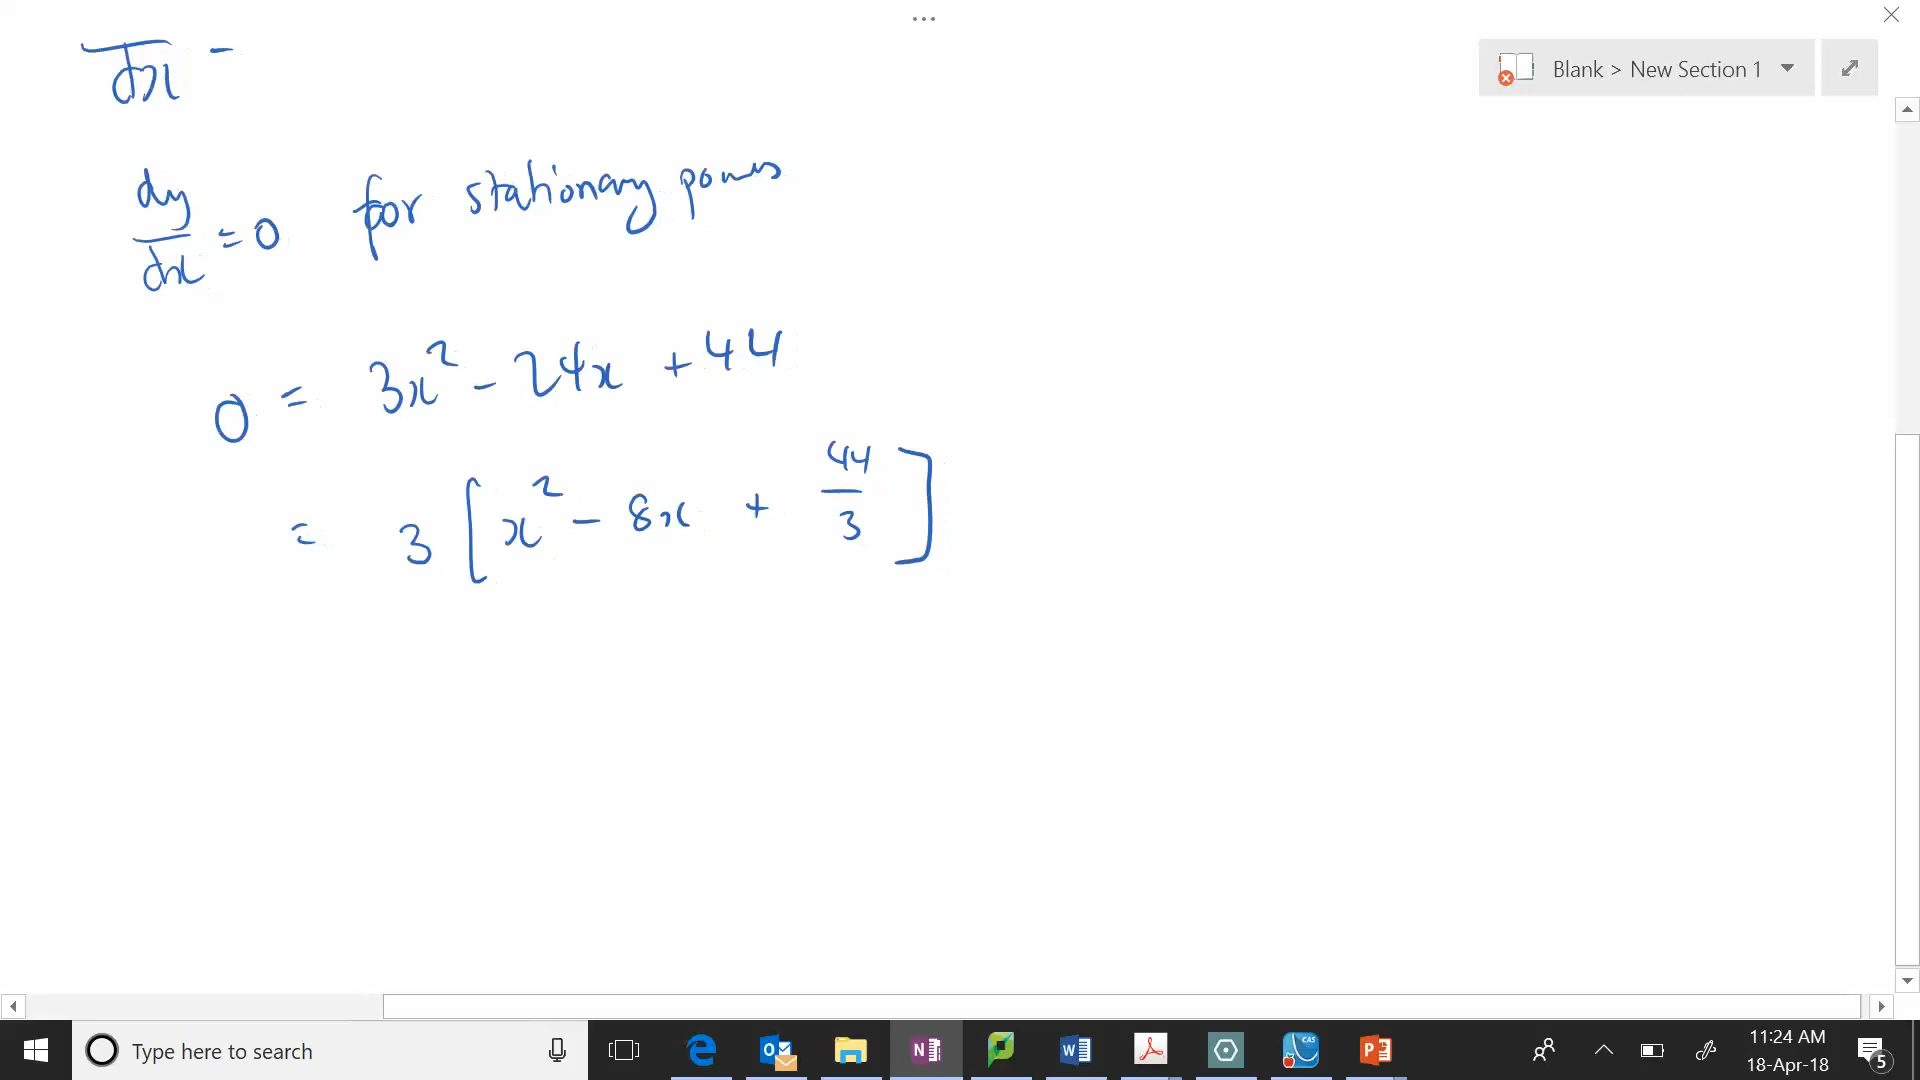 ...
Blank > New Section 1
dx =
dy/dx = 0 for stationary points
0 = 3x² - 24x + 44
= 3 [ x² - 8x + 44/3 ]
Type here to search
11:24 AM
18-Apr-18
5